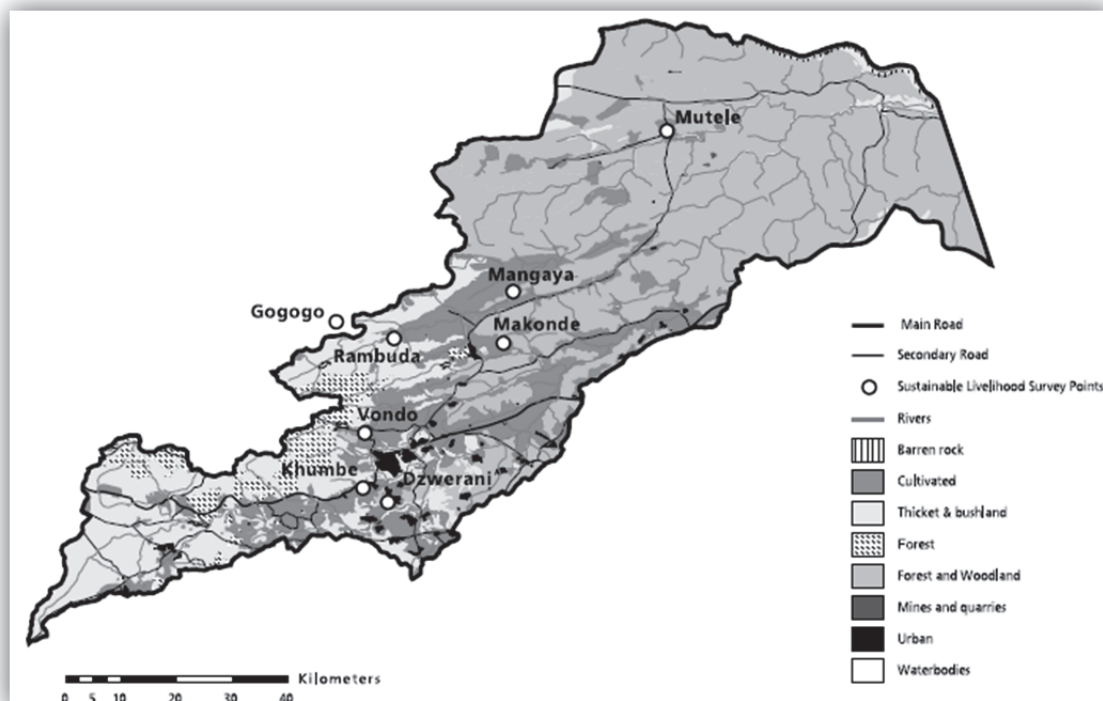 Mutele
Mangaya
Gogogo
Makonde
Rambuda
Vondo
Khumbe
Dzwerani
Main Road
Secondary Road
Sustainable Livelihood Survey Points
Rivers
Barren rock
Cultivated
Thicket & bushland
Forest
Forest and Woodland
Mines and quarries
Urban
Waterbodies
Kilometers
0 5 10 20 30 40